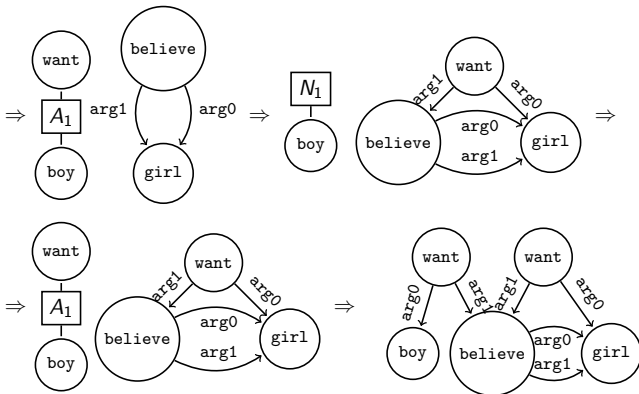 ⇒ want A₁ boy believe arg1 arg0 girl ⇒ N₁ boy want arg1 arg0 believe arg0 arg1 girl ⇒
⇒ want A₁ boy want arg1 arg0 believe arg0 arg1 girl ⇒ want want arg0 arg1 arg1 arg0 boy believe arg0 arg1 girl